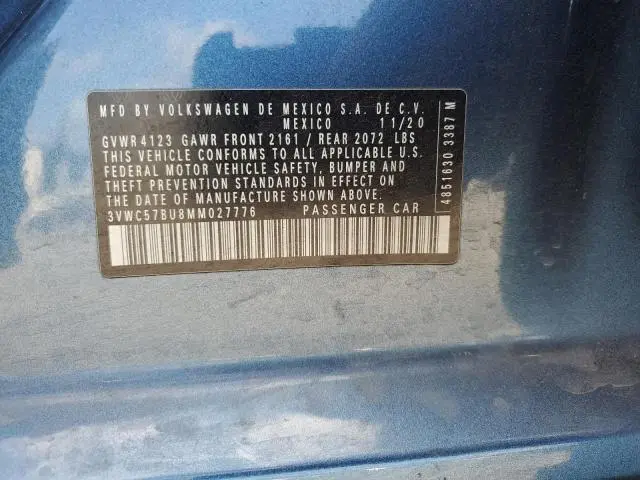 MFD BY VOLKSWAGEN DE MEXICO S.A. DE C.V.
MEXICO 11/20
GVWR 4123 GAWR FRONT 2161 / REAR 2072 LBS
THIS VEHICLE CONFORMS TO ALL APPLICABLE U.S.
FEDERAL MOTOR VEHICLE SAFETY, BUMPER AND
THEFT PREVENTION STANDARDS IN EFFECT ON
THE DATE OF MANUFACTURE SHOWN ABOVE.
3VWC57BU8MM027776 PASSENGER CAR
4851630 3387 M